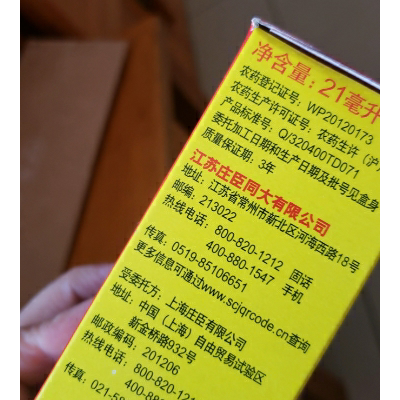 净含量：21毫升
农药登记证号：WP20120173
农药生产许可证号：农药生许（沪
产品标准号：Q/320400TD071
委托加工日期和生产日期及批号见盒身
质量保证期：3年
江苏庄臣同大有限公司
地址：江苏省常州市新北区河海西路18号
邮编：213022
热线电话：800-820-1212 固话
400-880-1547 手机
传真：0519-85106651
更多信息可通过www.scjqrcode.cn查询
受委托方：上海庄臣有限公司
地址：中国（上海）自由贸易试验区
新金桥路932号
邮政编码：201206
热线电话：800-820-1212
400-88
传真：021-58